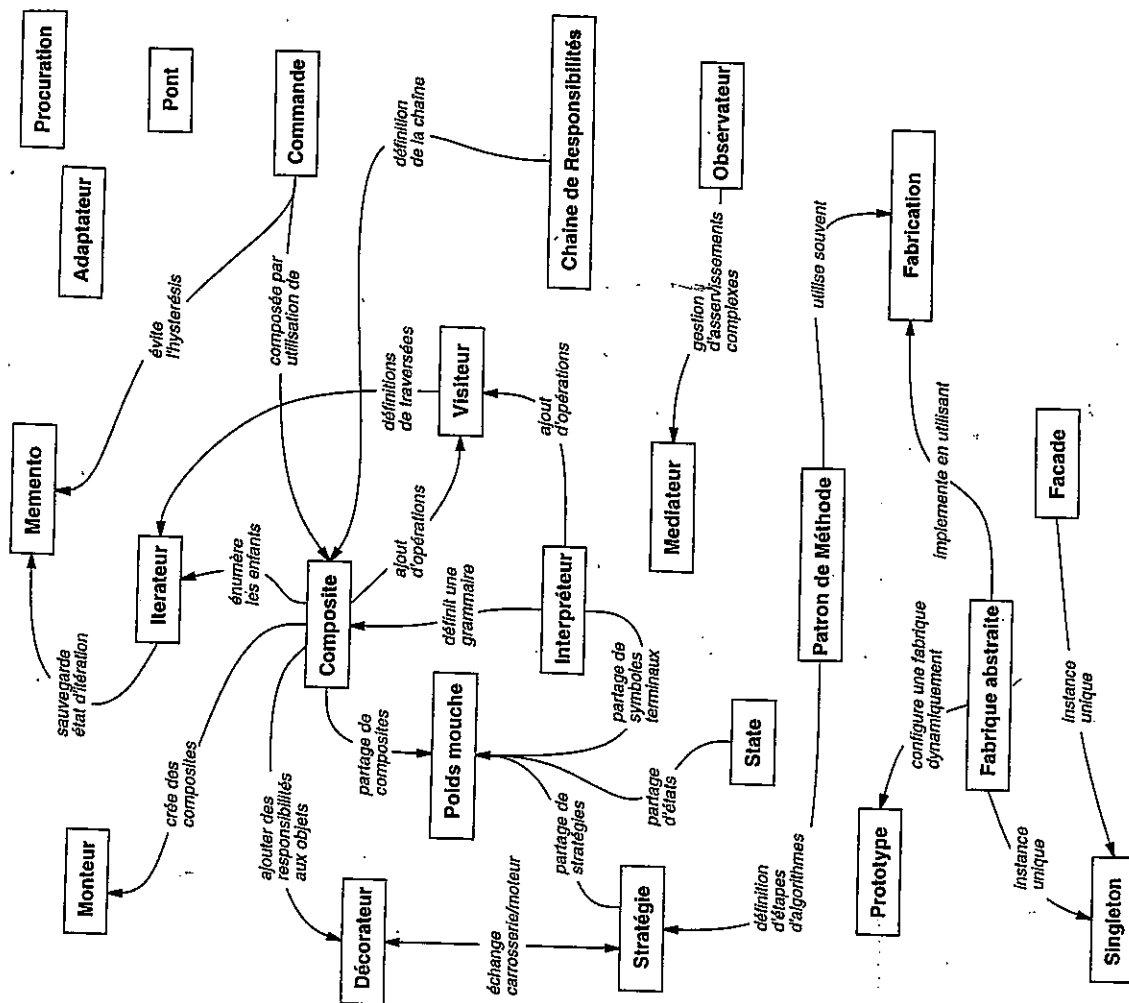 Memento
Procuration
sauvegarde
état d'itération
Adaptateur
Monteur
Pont
crée des
composites
Iterateur
évite
l'hysterésis
énumère
les enfants
Commande
composée par
utilisation de
ajouter des
responsibilités
aux objets
Composite
Décorateur
partage de
composites
ajout
d'opérations
définitions
de traversées
définition
de la chaîne
Poids mouche
définit une
grammaire
Visiteur
échange
carrosserie/moteur
partage de
stratégies
Interpréteur
ajout
d'opérations
Chaîne de Responsibilités
partage de
symboles
terminaux
Stratégie
partage
d'états
Mediateur
gestion
d'asservissements
complexes
Observateur
State
définition
d'étapes
d'algorithmes
Patron de Méthode
utilise souvent
Prototype
configure une fabrique
dynamiquement
Fabrication
implemente en utilisant
Fabrique abstraite
Instance
unique
Facade
Instance
unique
Singleton